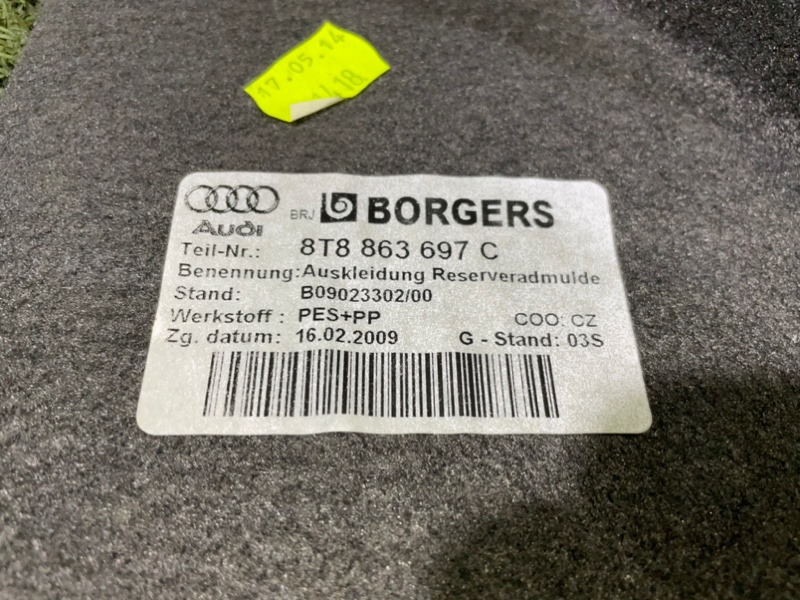 17.05.14
418
Audi
BRJ BORGERS
Teil-Nr.: 8T8 863 697 C
Benennung:Auskleidung Reserveradmulde
Stand: B09023302/00
Werkstoff : PES+PP COO: CZ
Zg. datum: 16.02.2009 G - Stand: 03S